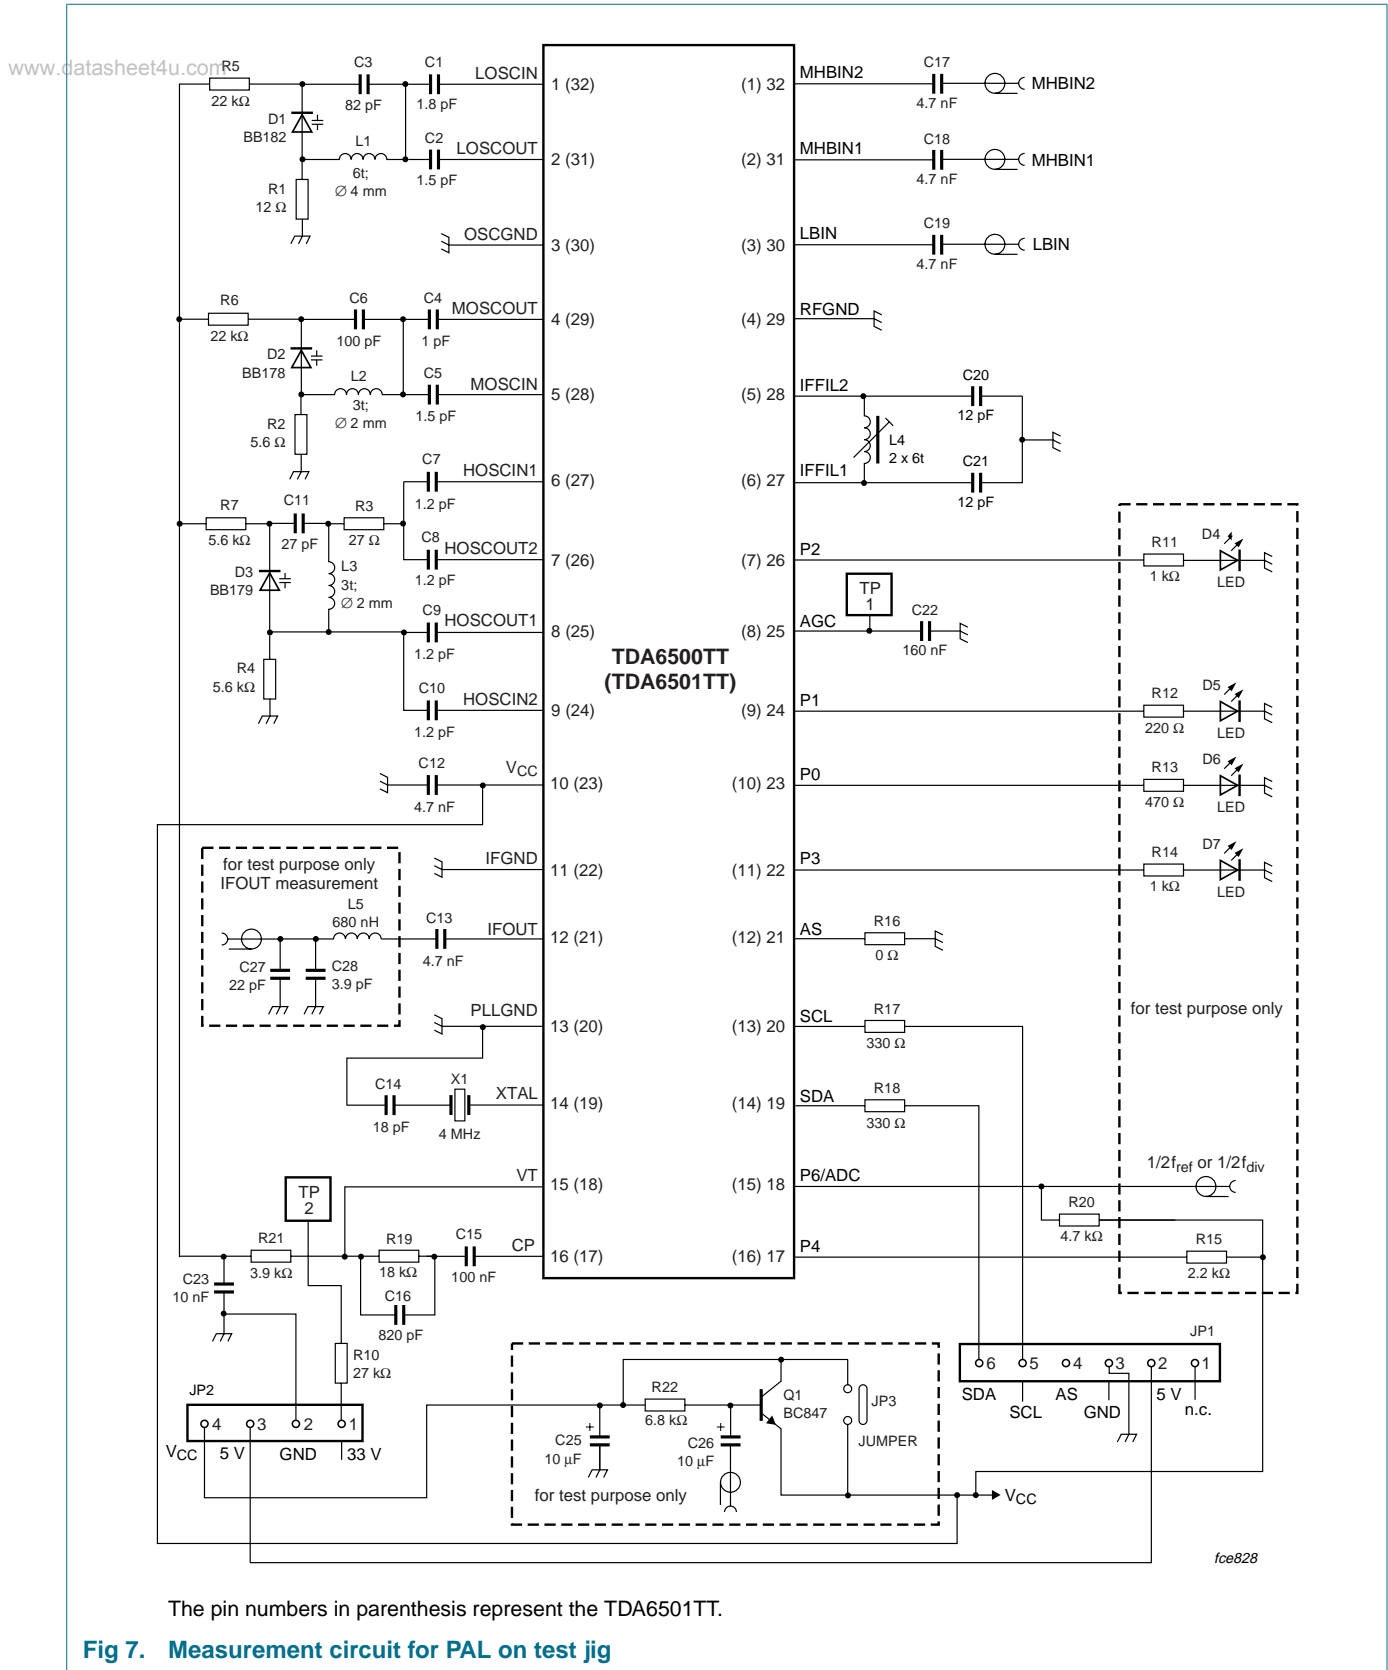 www.datasheet4u.com
R5
22 kΩ
C3
82 pF
C1
1.8 pF
LOSCIN
1 (32)
D1
BB182
L1
6t;
∅ 4 mm
C2
1.5 pF
LOSCOUT
2 (31)
R1
12 Ω
OSCGND
3 (30)
R6
22 kΩ
C6
100 pF
C4
1 pF
MOSCOUT
4 (29)
D2
BB178
L2
3t;
∅ 2 mm
C5
1.5 pF
MOSCIN
5 (28)
R2
5.6 Ω
C7
1.2 pF
HOSCIN1
6 (27)
R7
5.6 kΩ
C11
27 pF
R3
27 Ω
C8
1.2 pF
HOSCOUT2
7 (26)
D3
BB179
L3
3t;
∅ 2 mm
C9
1.2 pF
HOSCOUT1
8 (25)
R4
5.6 kΩ
C10
1.2 pF
HOSCIN2
9 (24)
C12
4.7 nF
VCC
10 (23)
IFGND
11 (22)
for test purpose only
IFOUT measurement
L5
680 nH
C27
22 pF
C28
3.9 pF
C13
4.7 nF
IFOUT
12 (21)
PLLGND
13 (20)
C14
18 pF
X1
4 MHz
XTAL
14 (19)
TP
2
VT
15 (18)
R21
3.9 kΩ
R19
18 kΩ
C15
100 nF
CP
16 (17)
C23
10 nF
C16
820 pF
R10
27 kΩ
TDA6500TT
(TDA6501TT)
(1) 32
MHBIN2
C17
4.7 nF
MHBIN2
(2) 31
MHBIN1
C18
4.7 nF
MHBIN1
(3) 30
LBIN
C19
4.7 nF
LBIN
(4) 29
RFGND
(5) 28
IFFIL2
C20
12 pF
L4
2 x 6t
(6) 27
IFFIL1
C21
12 pF
(7) 26
P2
R11
1 kΩ
D4
LED
(8) 25
AGC
TP
1
C22
160 nF
(9) 24
P1
R12
220 Ω
D5
LED
(10) 23
P0
R13
470 Ω
D6
LED
(11) 22
P3
R14
1 kΩ
D7
LED
(12) 21
AS
R16
0 Ω
for test purpose only
(13) 20
SCL
R17
330 Ω
(14) 19
SDA
R18
330 Ω
(15) 18
P6/ADC
1/2fref or 1/2fdiv
R20
4.7 kΩ
(16) 17
P4
R15
2.2 kΩ
JP1
6 5 4 3 2 1
SDA
SCL
AS
GND
5 V
n.c.
JP2
4 3 2 1
VCC
5 V
GND
33 V
R22
6.8 kΩ
Q1
BC847
JP3
JUMPER
+
C25
10 μF
+
C26
10 μF
for test purpose only
VCC
fce828
The pin numbers in parenthesis represent the TDA6501TT.
Fig 7. Measurement circuit for PAL on test jig